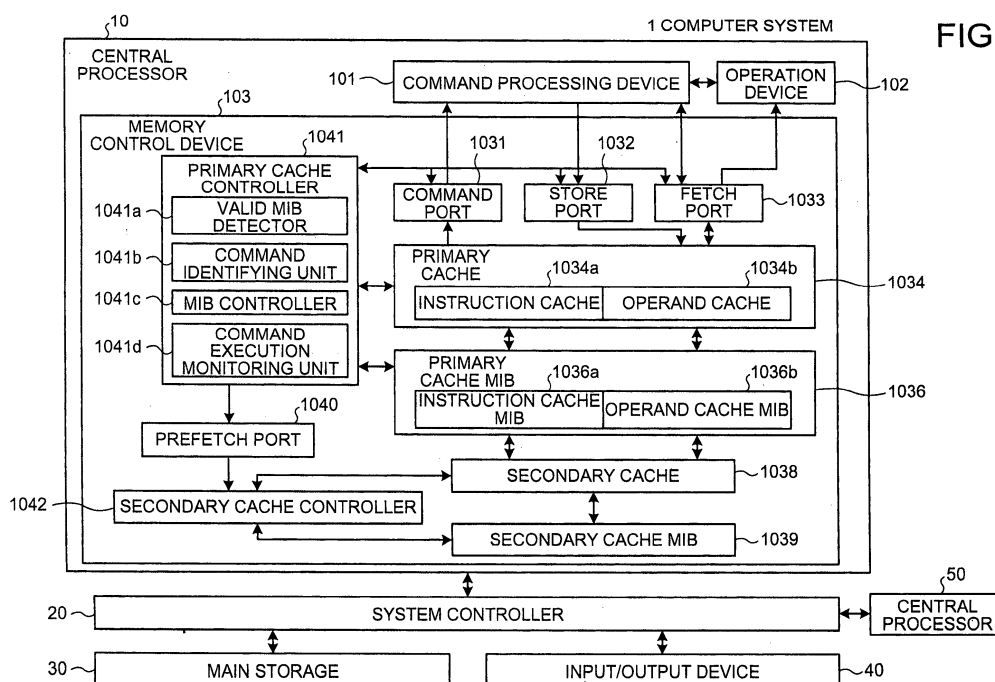 10
1 COMPUTER SYSTEM
FIG
CENTRAL
PROCESSOR
101
COMMAND PROCESSING DEVICE
OPERATION
DEVICE
102
103
MEMORY
CONTROL DEVICE
1041
PRIMARY CACHE
CONTROLLER
1041a
VALID MIB
DETECTOR
1041b
COMMAND
IDENTIFYING UNIT
1041c
MIB CONTROLLER
1041d
COMMAND
EXECUTION
MONITORING UNIT
1031
COMMAND
PORT
1032
STORE
PORT
FETCH
PORT
1033
PRIMARY
CACHE
1034a
1034b
1034
INSTRUCTION CACHE
OPERAND CACHE
PRIMARY
CACHE MIB
1036a
1036b
1036
INSTRUCTION CACHE
MIB
OPERAND CACHE MIB
1040
PREFETCH PORT
SECONDARY CACHE
1038
1042
SECONDARY CACHE CONTROLLER
SECONDARY CACHE MIB
1039
20
SYSTEM CONTROLLER
50
CENTRAL
PROCESSOR
30
MAIN STORAGE
INPUT/OUTPUT DEVICE
40